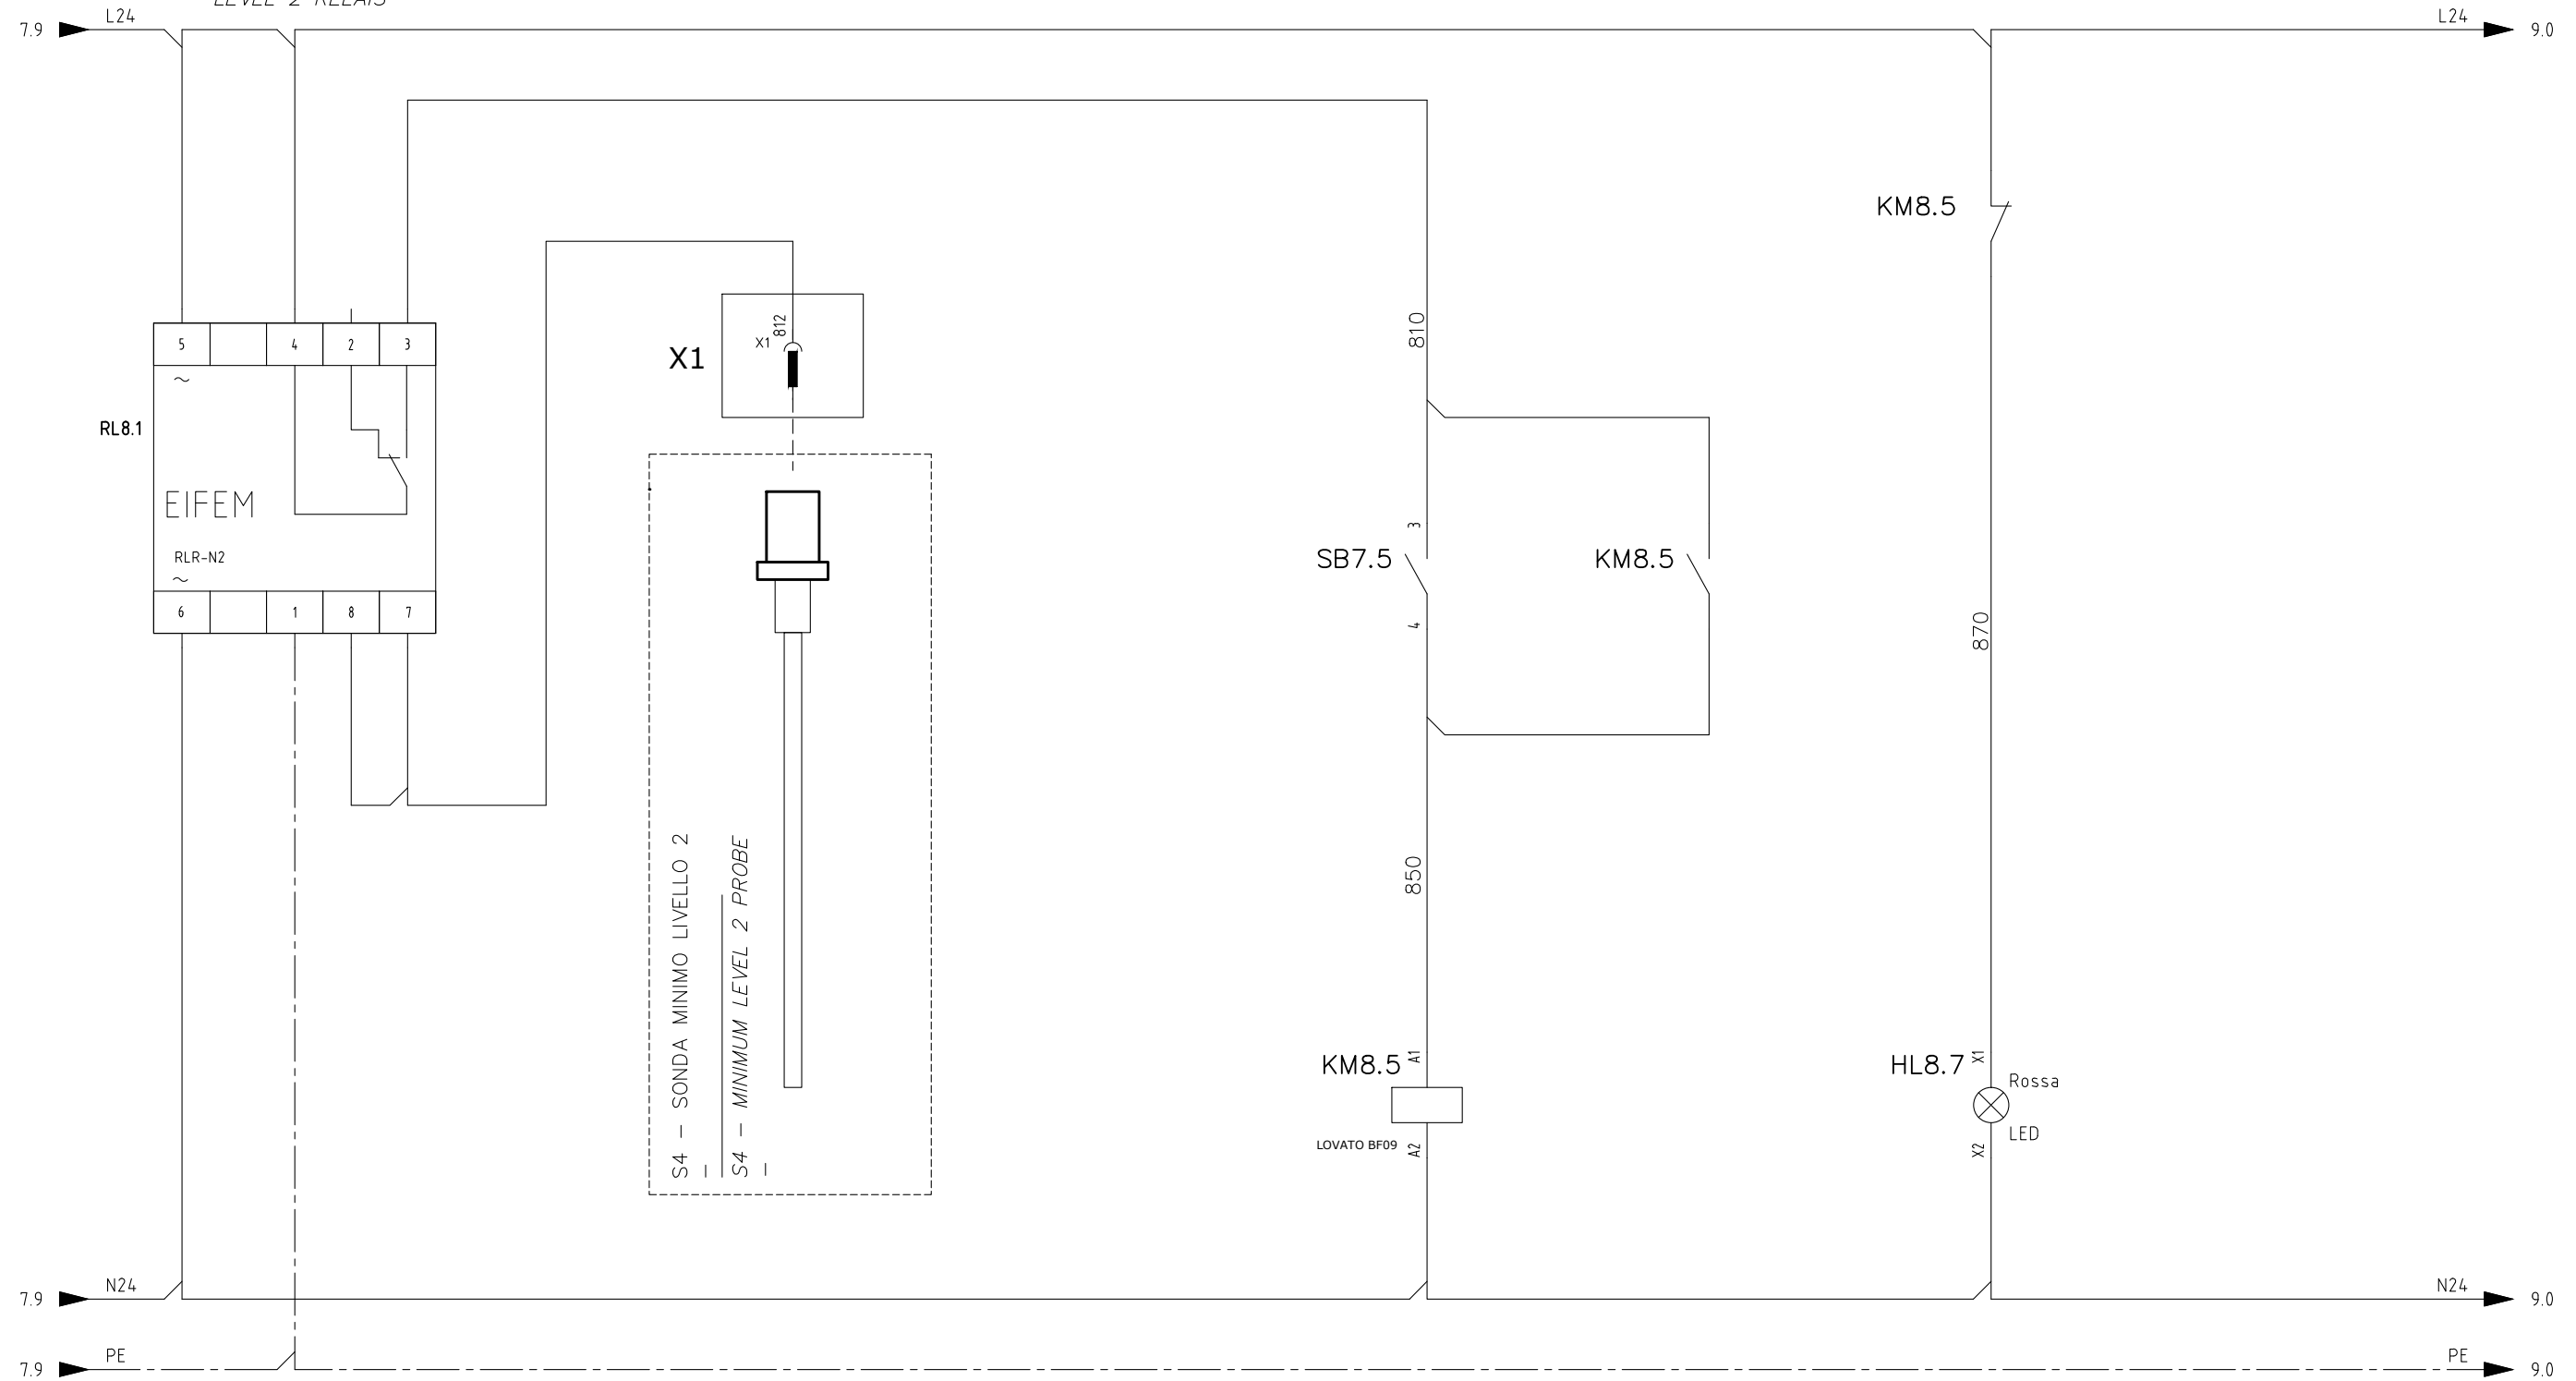 LEVEL 2 RELAIS
7.9 L24 L24 9.0
KM8.5
812
X1
X1
810
5 4 2 3
~
RL8.1
EIFEM
RLR-N2
~
6 1 8 7
3
SB7.5
4
KM8.5
870
850
S4 - SONDA MINIMO LIVELLO 2
-
S4 - MINIMUM LEVEL 2 PROBE
-
KM8.5 A1
LOVATO BF09 A2
HL8.7 X1
Rossa
LED
X2
7.9 N24 N24 9.0
7.9 PE PE 9.0